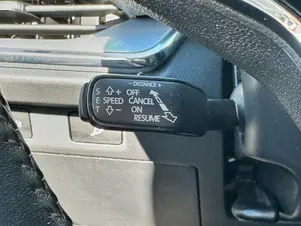 - DISTANCE +
S + OFF
E SPEED CANCEL
T - ON
RESUME